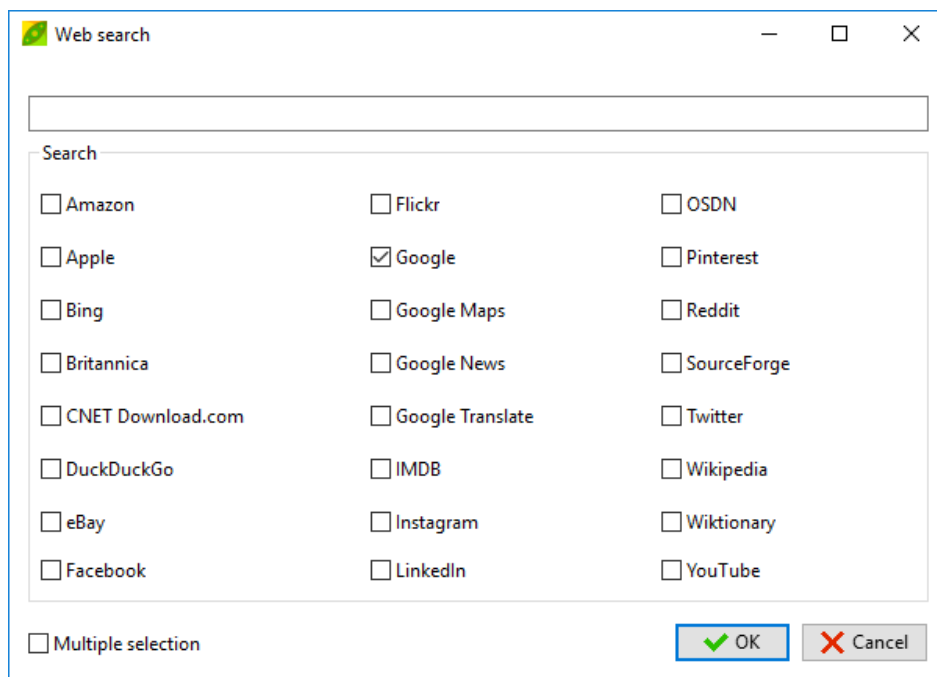 Web search
Search
Amazon Flickr OSDN
Apple Google Pinterest
Bing Google Maps Reddit
Britannica Google News SourceForge
CNET Download.com Google Translate Twitter
DuckDuckGo IMDB Wikipedia
eBay Instagram Wiktionary
Facebook LinkedIn YouTube
Multiple selection OK Cancel